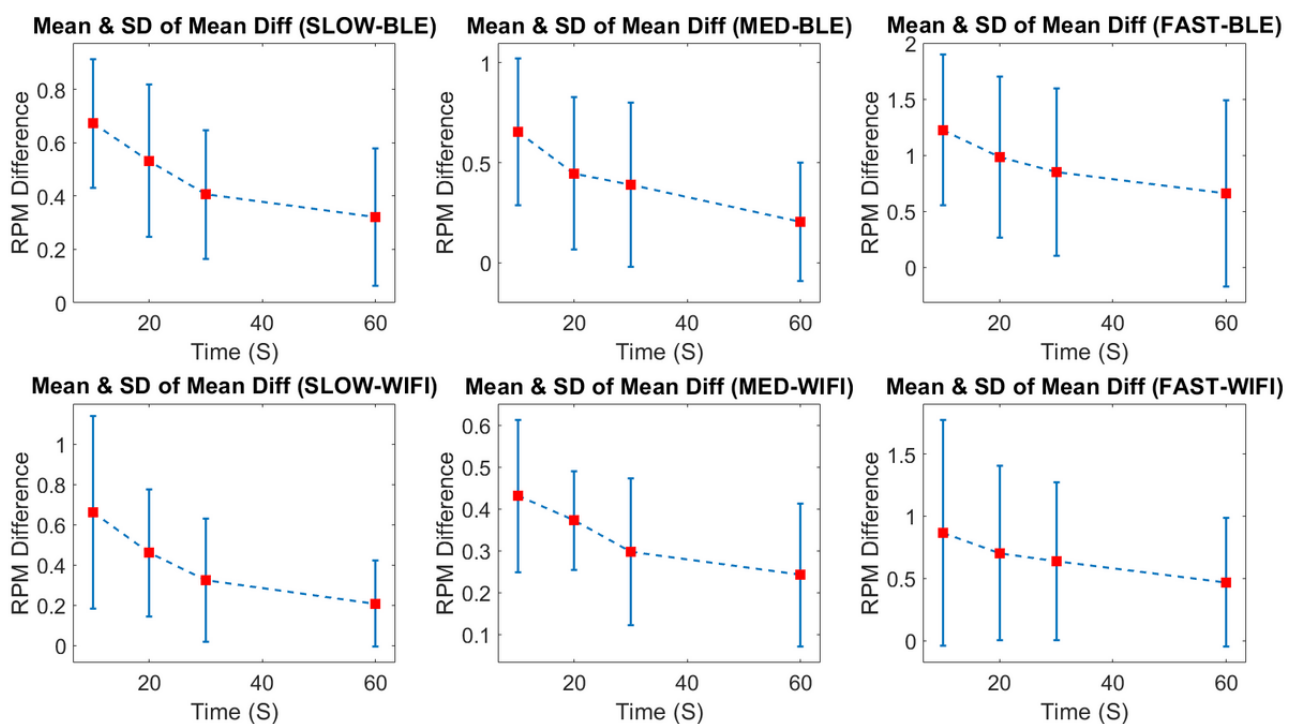 Mean & SD of Mean Diff (SLOW-BLE)
RPM Difference
0.8
0.6
0.4
0.2
0
20
40
60
Time (S)
Mean & SD of Mean Diff (MED-BLE)
RPM Difference
1
0.5
0
20
40
60
Time (S)
Mean & SD of Mean Diff (FAST-BLE)
RPM Difference
2
1.5
1
0.5
0
20
40
60
Time (S)
Mean & SD of Mean Diff (SLOW-WIFI)
RPM Difference
1
0.8
0.6
0.4
0.2
0
20
40
60
Time (S)
Mean & SD of Mean Diff (MED-WIFI)
RPM Difference
0.6
0.5
0.4
0.3
0.2
0.1
20
40
60
Time (S)
Mean & SD of Mean Diff (FAST-WIFI)
RPM Difference
1.5
1
0.5
0
20
40
60
Time (S)